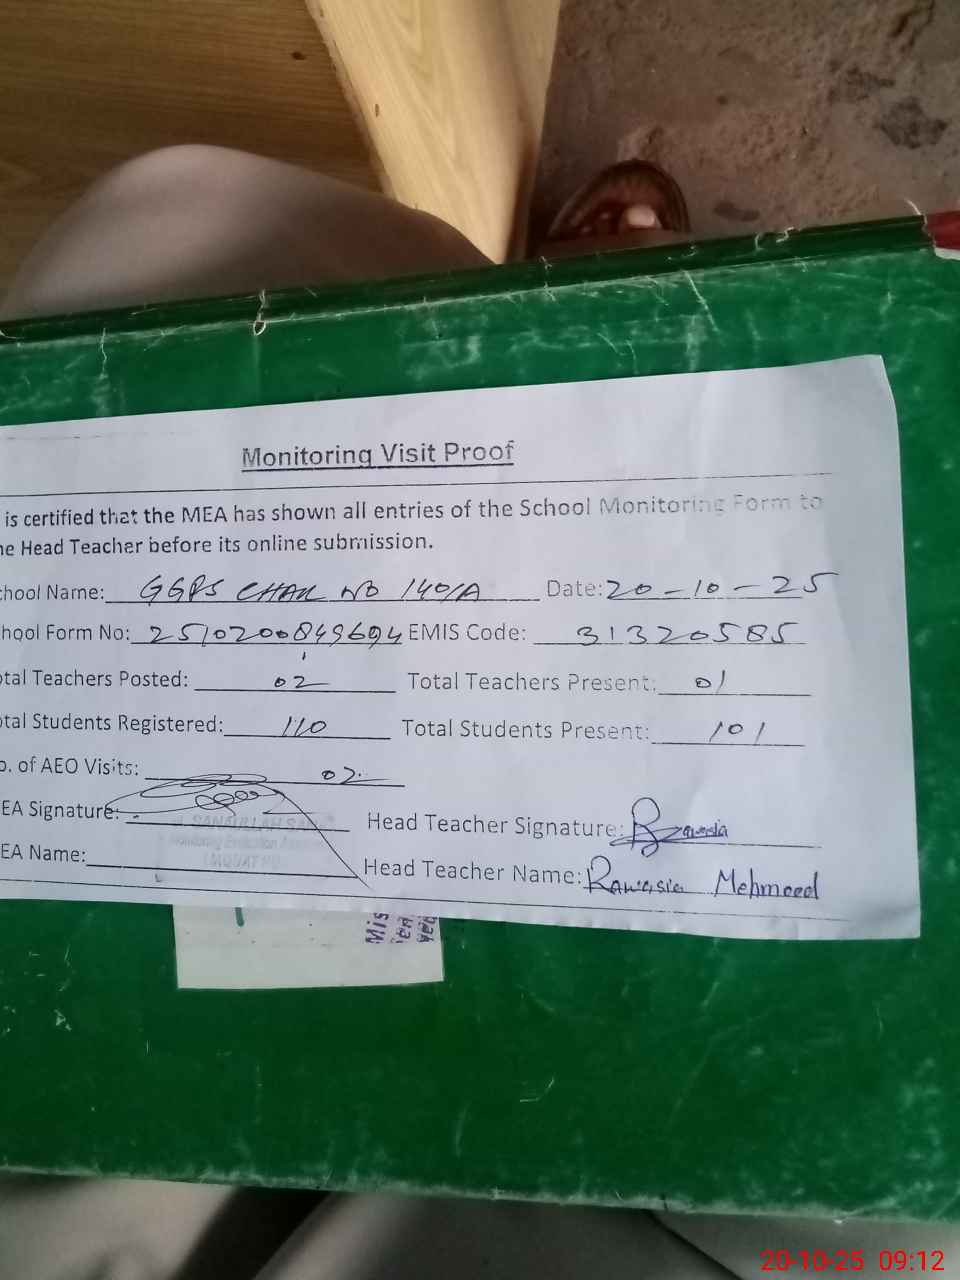 Monitoring Visit Proof
is certified that the MEA has shown all entries of the School Monitoring Form to
he Head Teacher before its online submission.
chool Name: GGPS CHAK NO 140/A Date: 20-10-25
hool Form No: 2510200849694 EMIS Code: 31320585
otal Teachers Posted: 02 Total Teachers Present: 01
otal Students Registered: 110 Total Students Present: 101
o. of AEO Visits: 02
EA Signature: Head Teacher Signature: Rawasia
EA Name: Head Teacher Name: Rawasia Mehmood
Mis
20-10-25 09:12